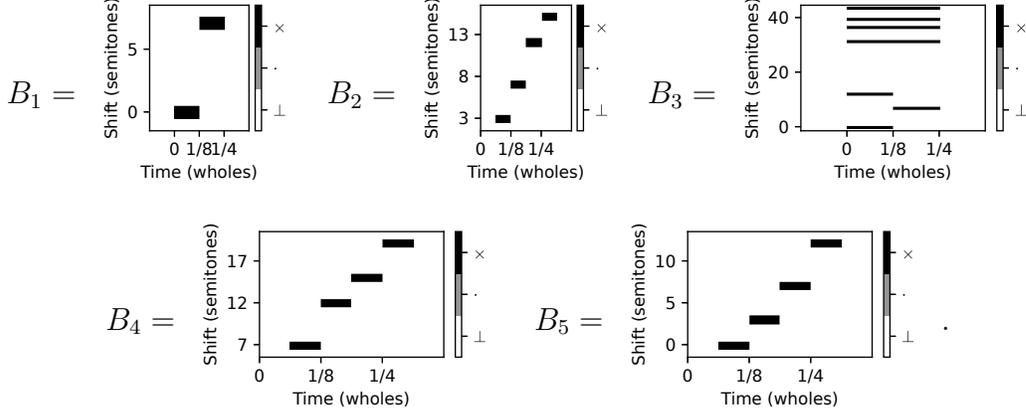 B₁ =
Shift (semitones)
5
0
0 1/8 1/4
Time (wholes)
×
·
⊥
B₂ =
Shift (semitones)
13
8
3
1/8 1/4
Time (wholes)
×
·
⊥
B₃ =
Shift (semitones)
40
20
0
0 1/8 1/4
Time (wholes)
×
·
⊥
B₄ =
Shift (semitones)
17
12
7
0 1/8 1/4
Time (wholes)
×
·
⊥
B₅ =
Shift (semitones)
10
5
0
0 1/8 1/4
Time (wholes)
×
·
⊥
.